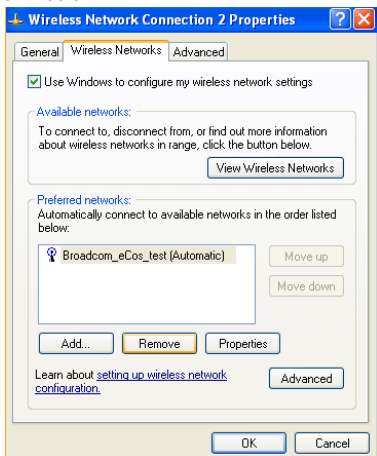 Wireless Network Connection 2 Properties
General Wireless Networks Advanced
Use Windows to configure my wireless network settings
Available networks:
To connect to, disconnect from, or find out more information
about wireless networks in range, click the button below.
View Wireless Networks
Preferred networks:
Automatically connect to available networks in the order listed
below:
Broadcom_eCos_test (Automatic)
Move up
Move down
Add... Remove Properties
Learn about setting up wireless network
configuration.
Advanced
OK Cancel